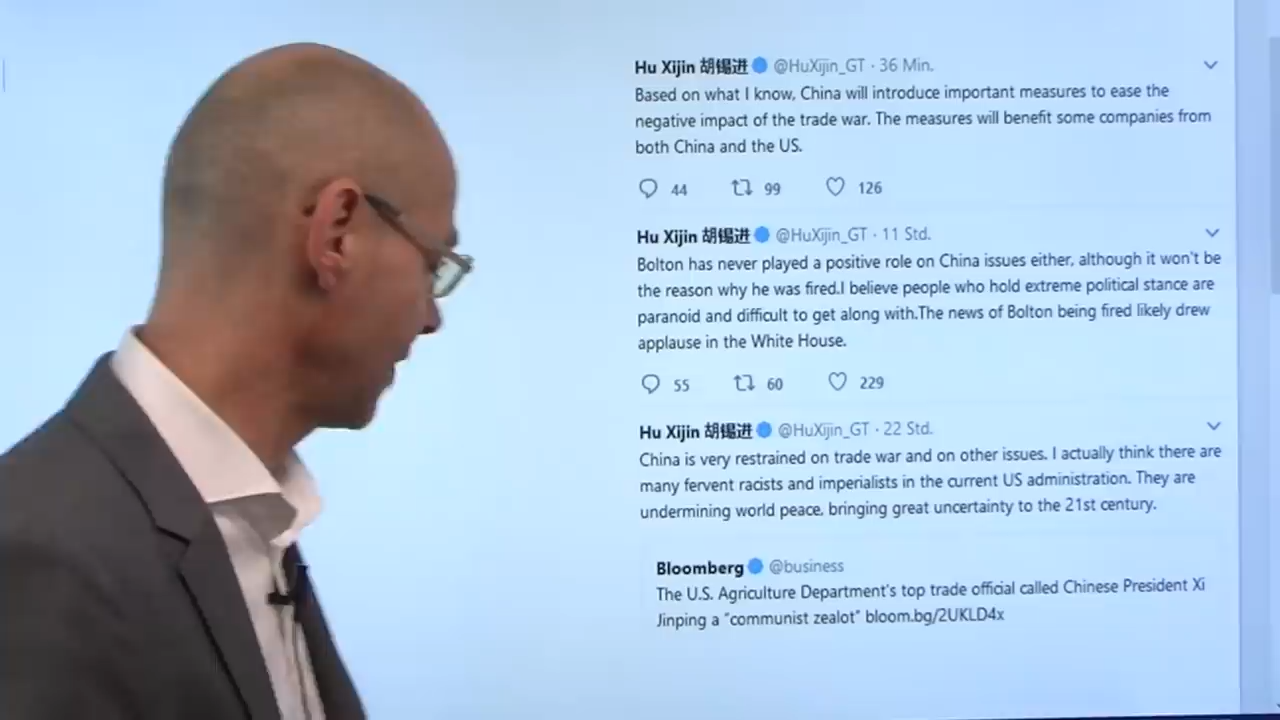 Hu Xijin 胡锡进 @HuXijin_GT · 36 Min.
Based on what I know, China will introduce important measures to ease the
negative impact of the trade war. The measures will benefit some companies from
both China and the US.
44 99 126
Hu Xijin 胡锡进 @HuXijin_GT · 11 Std.
Bolton has never played a positive role on China issues either, although it won't be
the reason why he was fired.I believe people who hold extreme political stance are
paranoid and difficult to get along with.The news of Bolton being fired likely drew
applause in the White House.
55 60 229
Hu Xijin 胡锡进 @HuXijin_GT · 22 Std.
China is very restrained on trade war and on other issues. I actually think there are
many fervent racists and imperialists in the current US administration. They are
undermining world peace, bringing great uncertainty to the 21st century.
Bloomberg @business
The U.S. Agriculture Department's top trade official called Chinese President Xi
Jinping a "communist zealot" bloom.bg/2UKLD4x